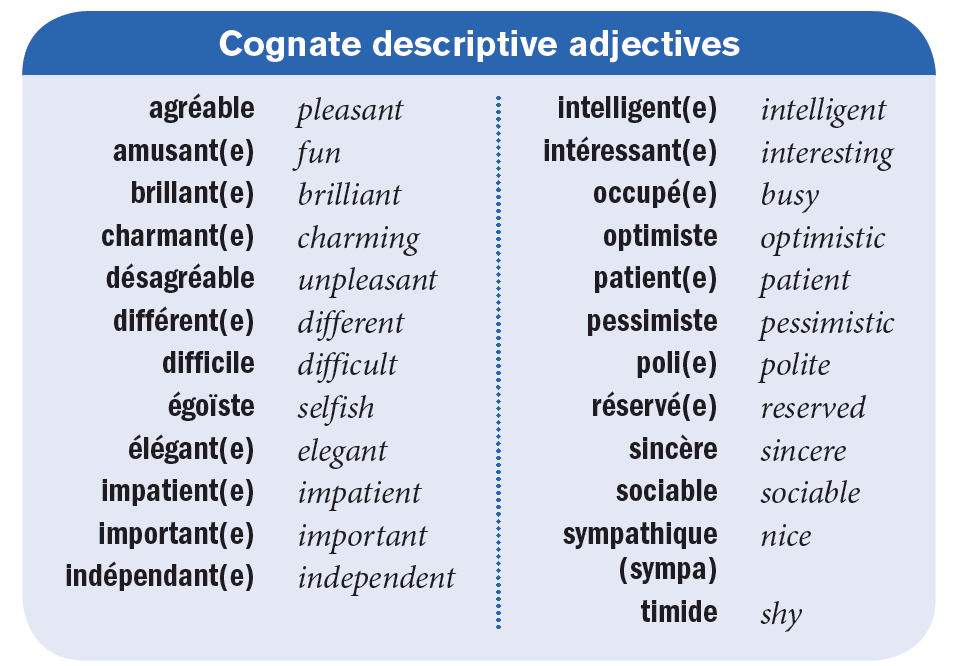 Cognate descriptive adjectives
agréable pleasant
amusant(e) fun
brillant(e) brilliant
charmant(e) charming
désagréable unpleasant
différent(e) different
difficile difficult
égoïste selfish
élégant(e) elegant
impatient(e) impatient
important(e) important
indépendant(e) independent
intelligent(e) intelligent
intéressant(e) interesting
occupé(e) busy
optimiste optimistic
patient(e) patient
pessimiste pessimistic
poli(e) polite
réservé(e) reserved
sincère sincere
sociable sociable
sympathique nice
(sympa)
timide shy